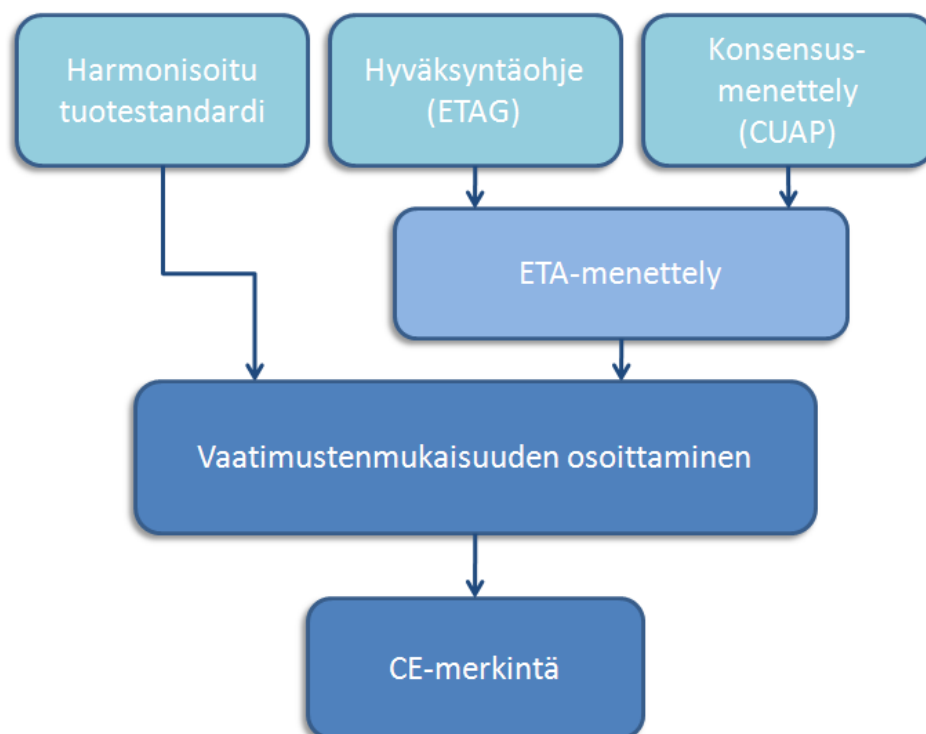 Harmonisoitu
tuotestandardi
Hyväksyntäohje
(ETAG)
Konsensus-
menettely
(CUAP)
ETA-menettely
Vaatimustenmukaisuuden osoittaminen
CE-merkintä